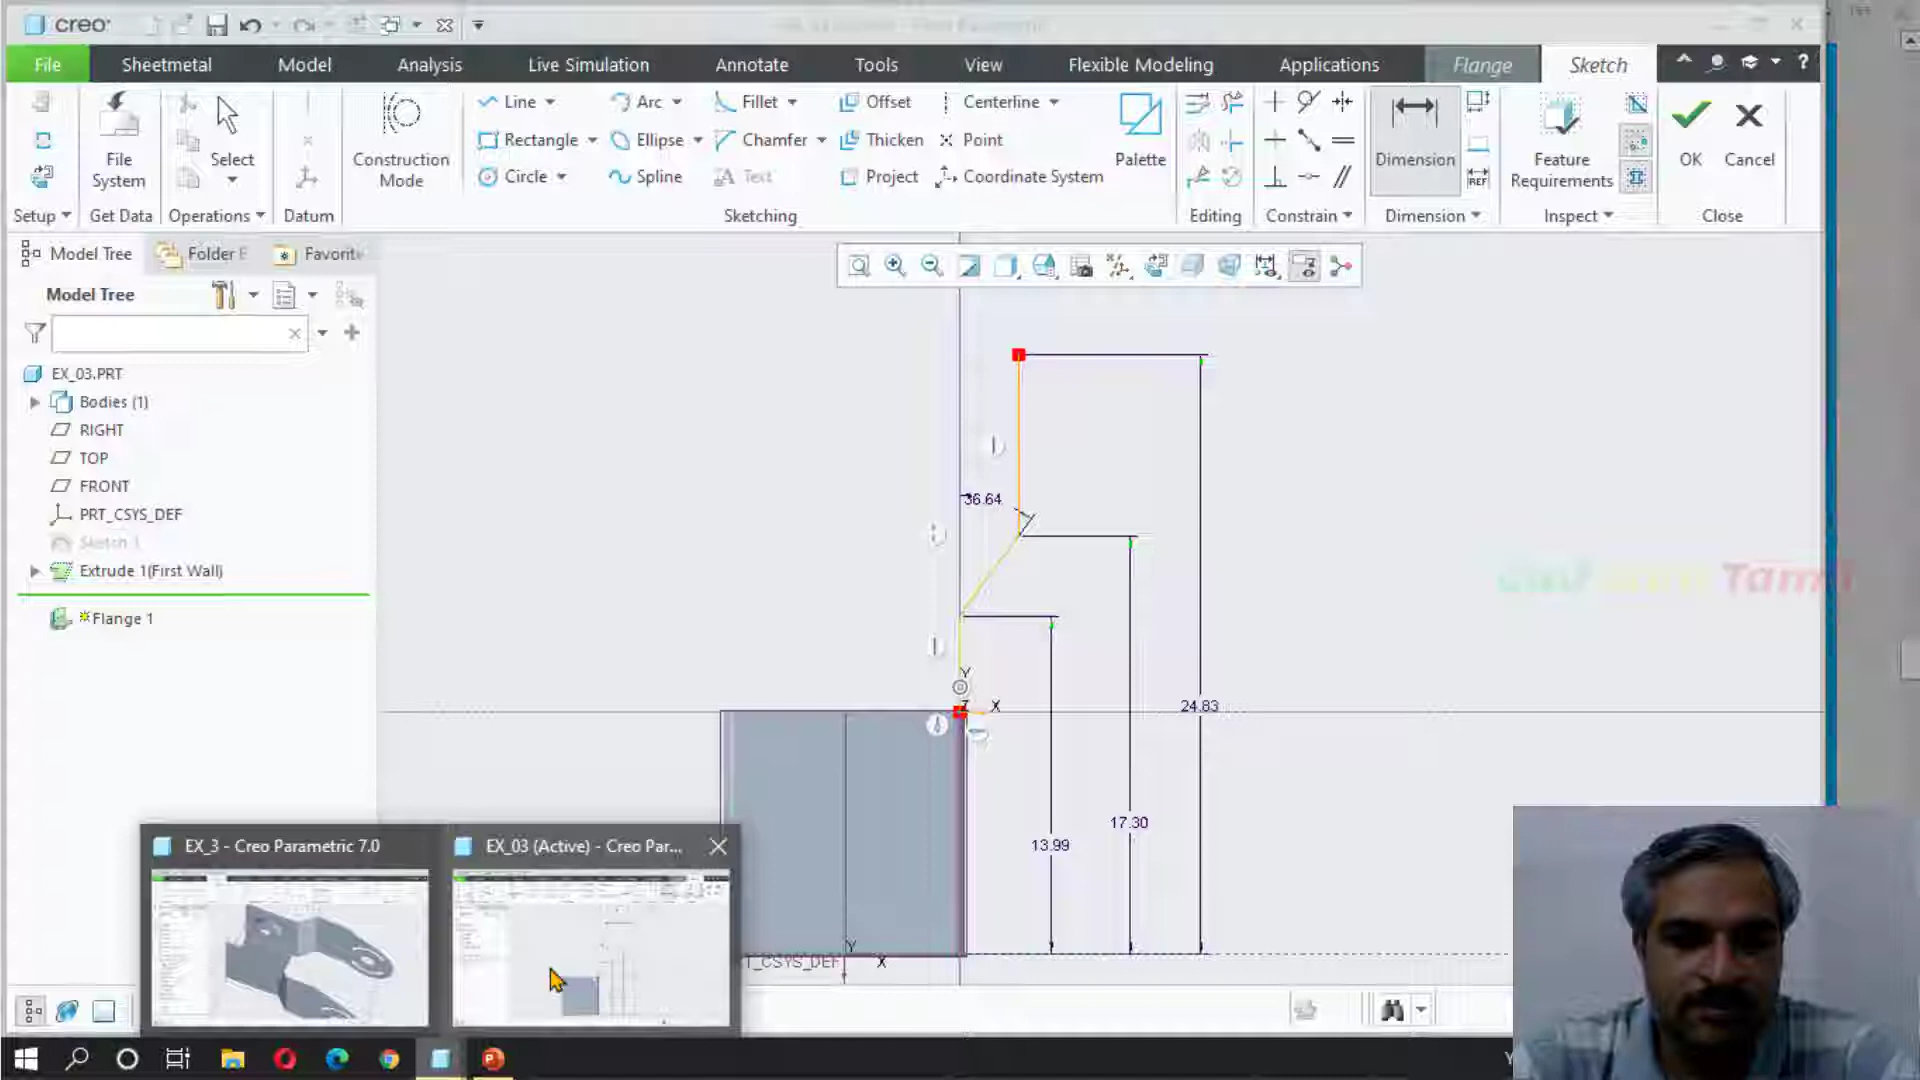 creo
File Sheetmetal Model Analysis Live Simulation Annotate Tools View Flexible Modeling Applications Flange Sketch
Line Arc Fillet Offset Centerline
Rectangle Ellipse Chamfer Thicken Point
Circle Spline Text Project Coordinate System
File System
Select
Construction Mode
Palette
Dimension
Feature Requirements
OK Cancel
Setup Get Data Operations Datum Sketching Editing Constrain Dimension Inspect Close
Model Tree Folder Favorit
Model Tree
EX_03.PRT
Bodies (1)
RIGHT
TOP
FRONT
PRT_CSYS_DEF
Sketch 1
Extrude 1(First Wall)
Flange 1
36.64
Y
Z X
24.83
17.30
13.99
Y
T_CSYS_DEF X
Tamil
EX_3 - Creo Parametric 7.0 EX_03 (Active) - Creo Par...